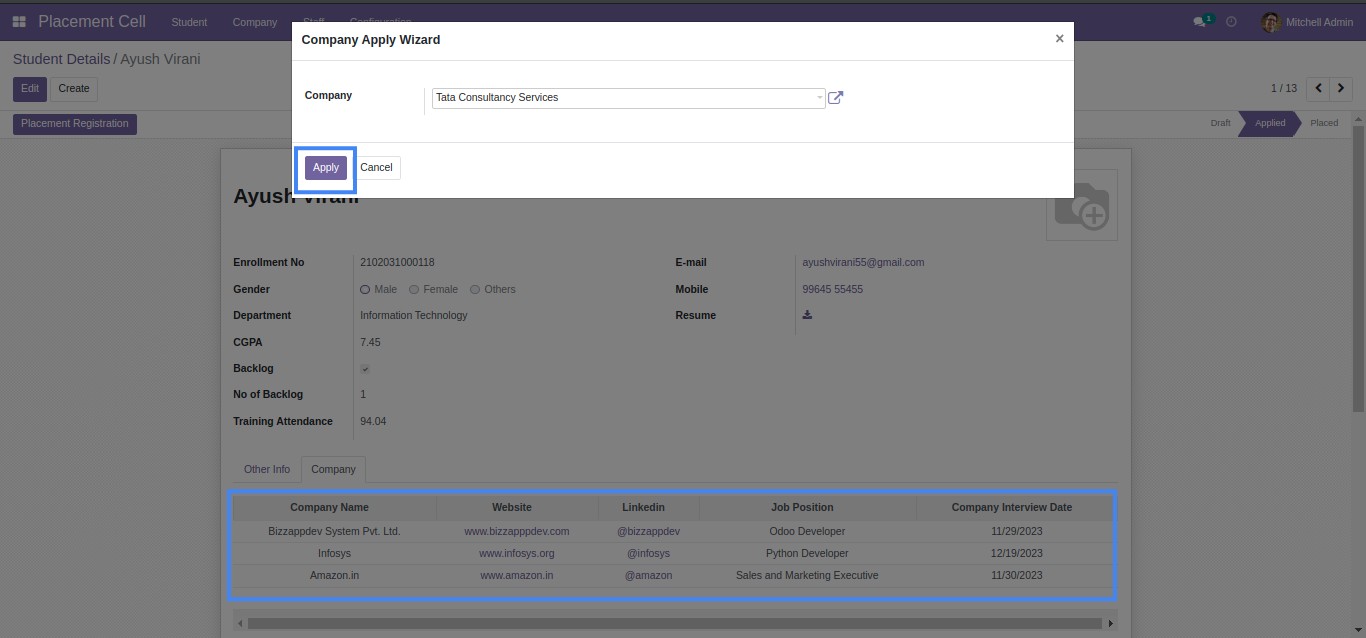 Placement Cell Student Company Staff Configuration 1 Mitchell Admin
Company Apply Wizard ×
Student Details / Ayush Virani
Edit Create 1 / 13
Company Tata Consultancy Services
Placement Registration Draft Applied Placed
Apply Cancel
Ayush Virani
Enrollment No 2102031000118 E-mail ayushvirani55@gmail.com
Gender Male Female Others Mobile 99645 55455
Department Information Technology Resume
CGPA 7.45
Backlog
No of Backlog 1
Training Attendance 94.04
Other Info Company
Company Name Website Linkedin Job Position Company Interview Date
Bizzappdev System Pvt. Ltd. www.bizzapppdev.com @bizzappdev Odoo Developer 11/29/2023
Infosys www.infosys.org @infosys Python Developer 12/19/2023
Amazon.in www.amazon.in @amazon Sales and Marketing Executive 11/30/2023